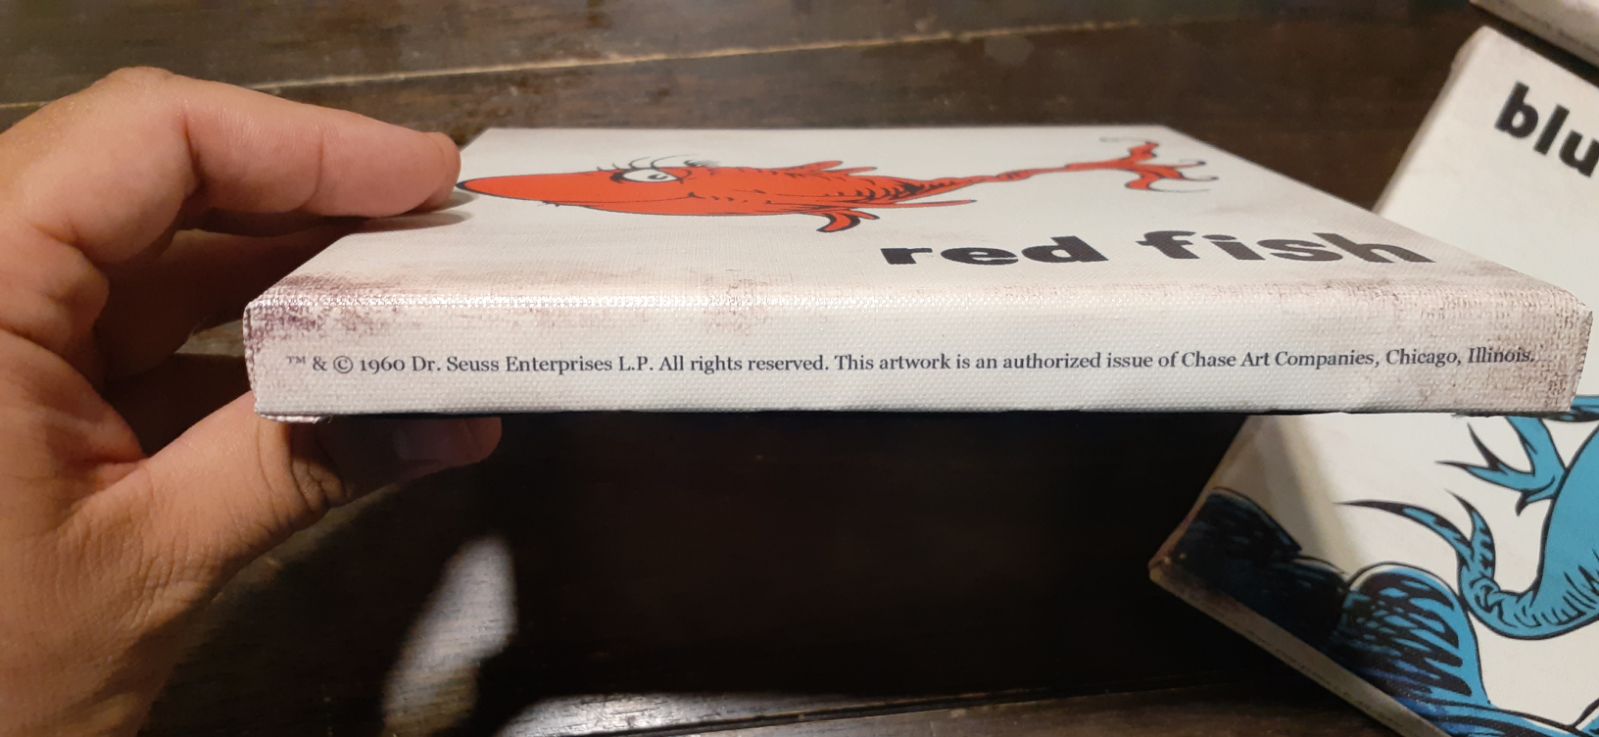 red fish
™ & © 1960 Dr. Seuss Enterprises L.P. All rights reserved. This artwork is an authorized issue of Chase Art Companies, Chicago, Illinois.
blu